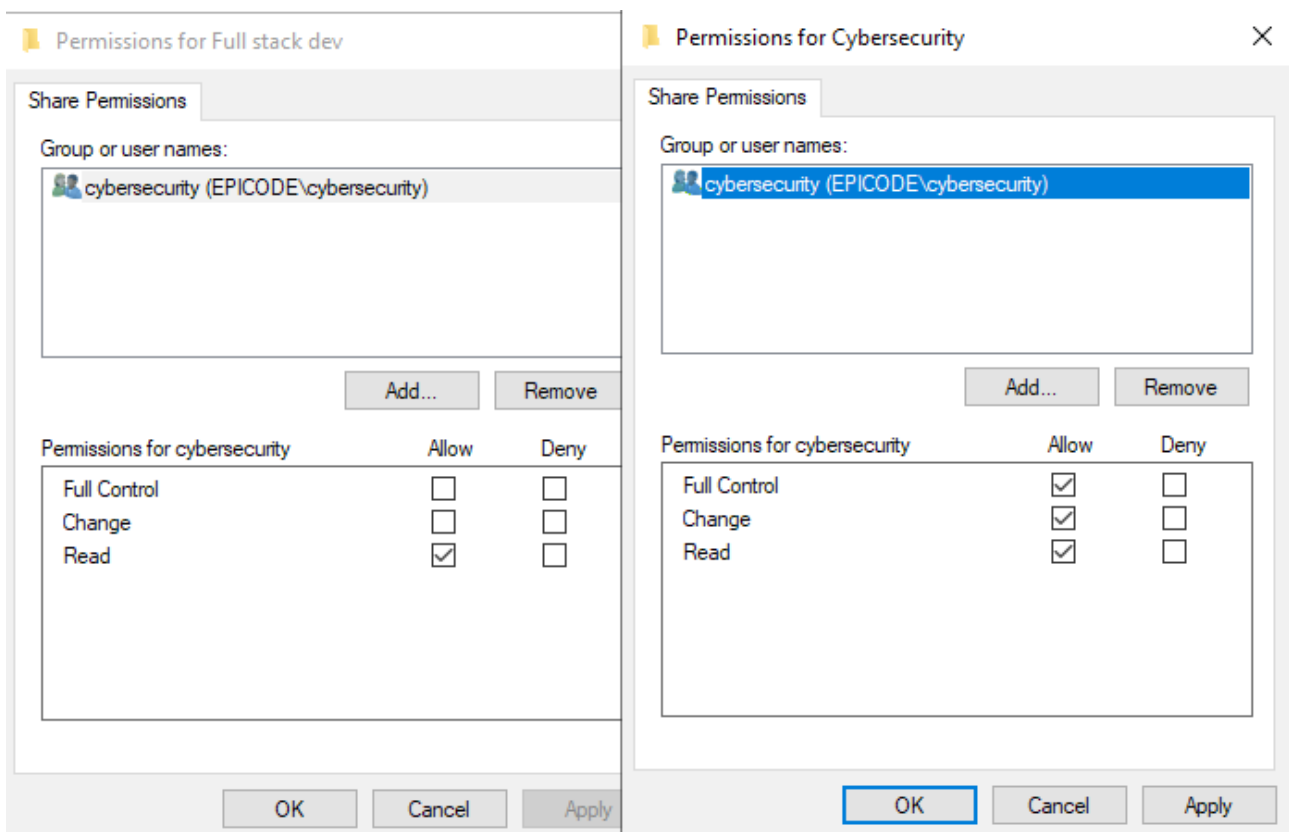 Permissions for Full stack dev
Share Permissions
Group or user names:
cybersecurity (EPICODE\cybersecurity)
Add...
Remove
Permissions for cybersecurity Allow Deny
Full Control
Change
Read
OK
Cancel
Apply
Permissions for Cybersecurity
Share Permissions
Group or user names:
cybersecurity (EPICODE\cybersecurity)
Add...
Remove
Permissions for cybersecurity Allow Deny
Full Control
Change
Read
OK
Cancel
Apply